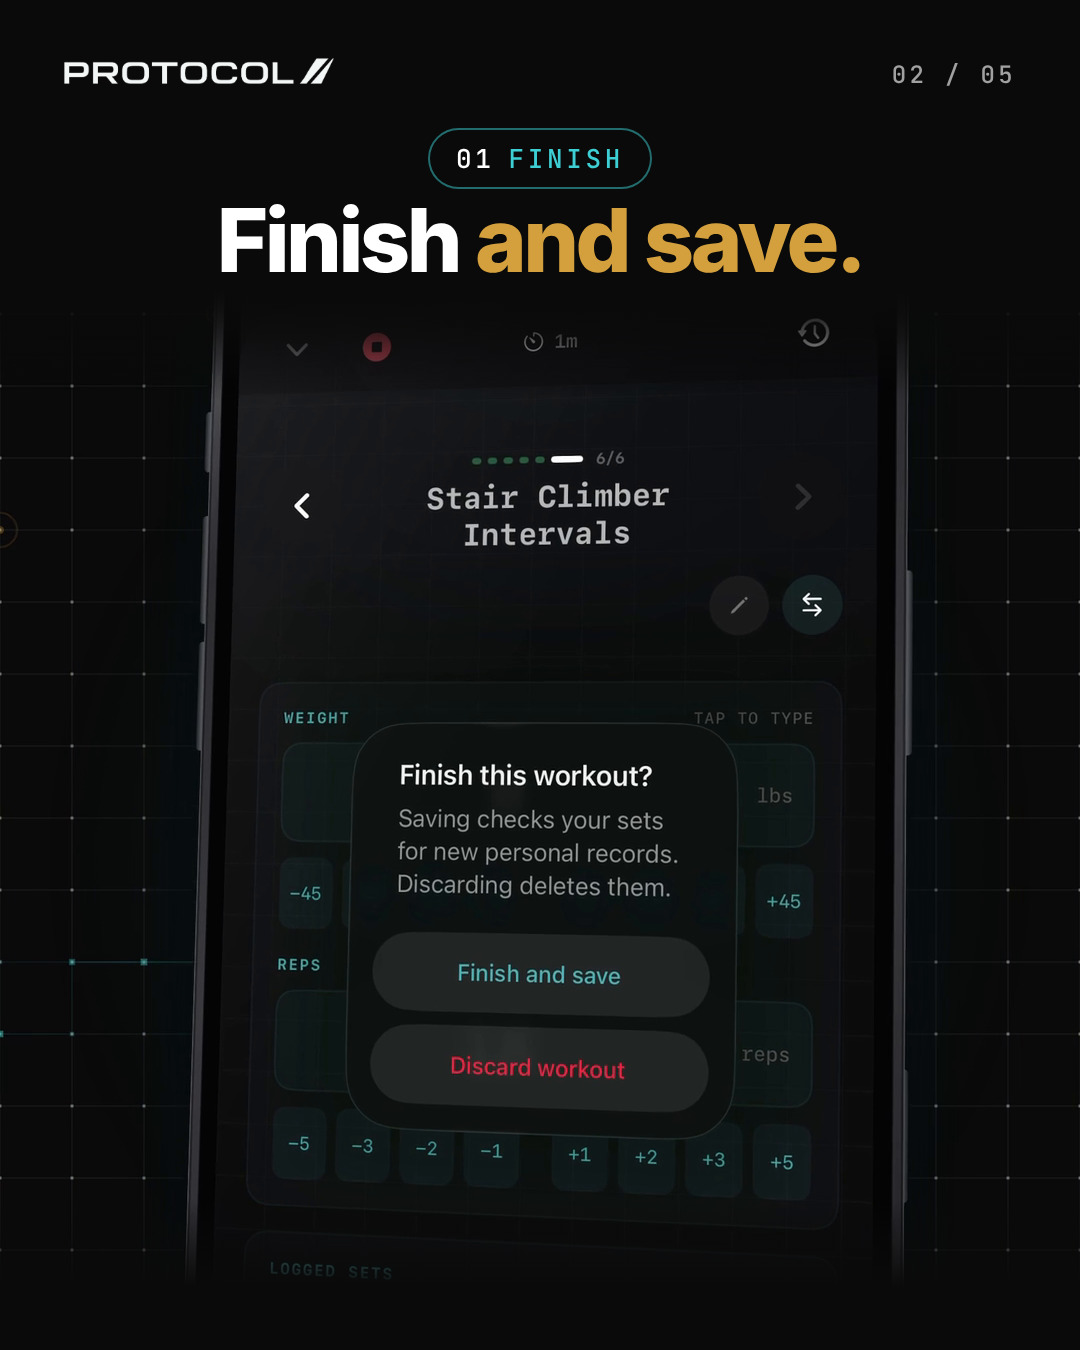 PROTOCOL
02 / 05
01 FINISH
Finish and save.
1m
6/6
Stair Climber
Intervals
WEIGHT
TAP TO TYPE
Finish this workout?
Saving checks your sets
for new personal records.
Discarding deletes them.
lbs
−45
+45
Finish and save
REPS
Discard workout
reps
−5
−3
−2
−1
+1
+2
+3
+5
LOGGED SETS